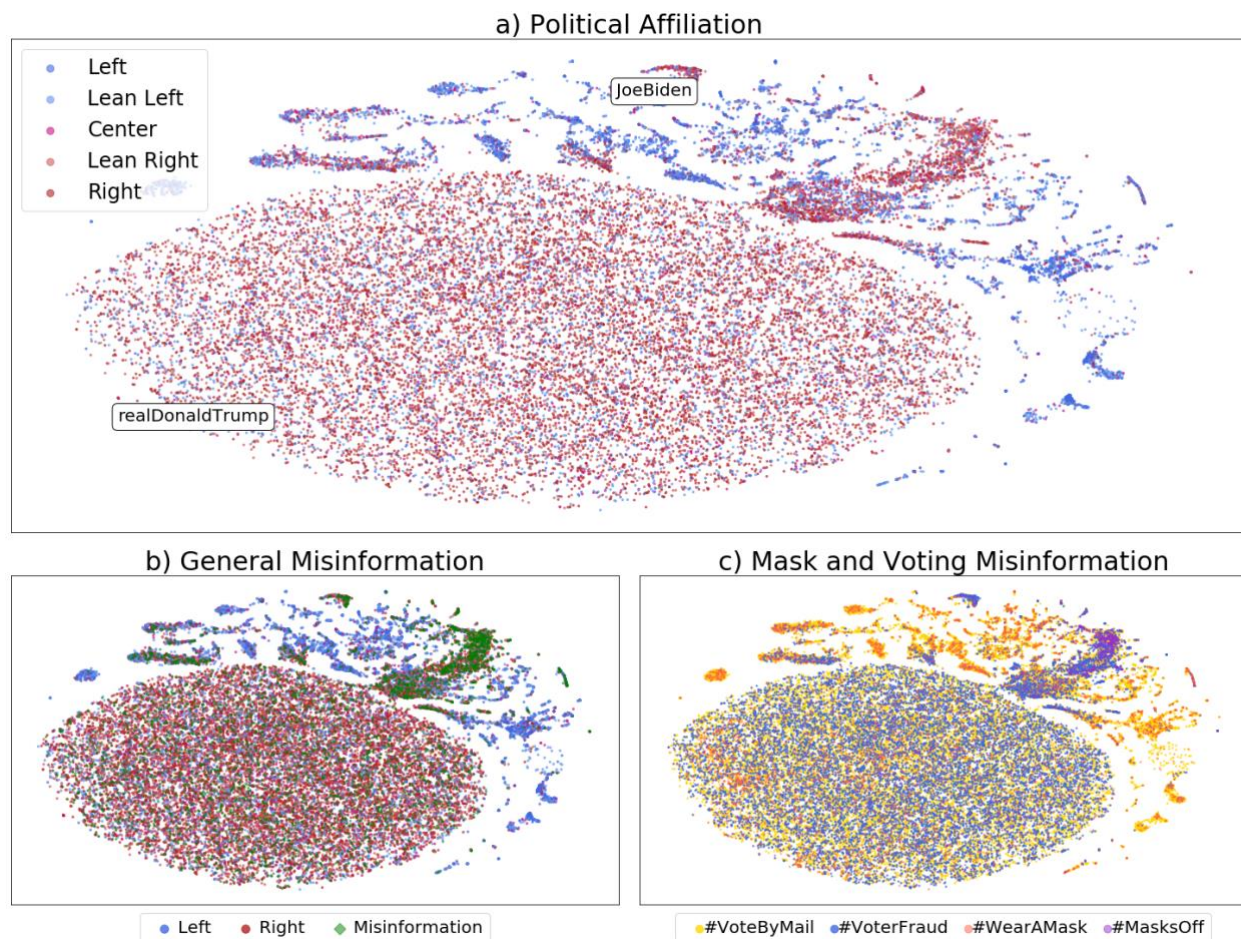 a) Political Affiliation
Left
Lean Left
Center
Lean Right
Right
JoeBiden
realDonaldTrump
b) General Misinformation
Left Right Misinformation
c) Mask and Voting Misinformation
#VoteByMail #VoterFraud #WearAMask #MasksOff